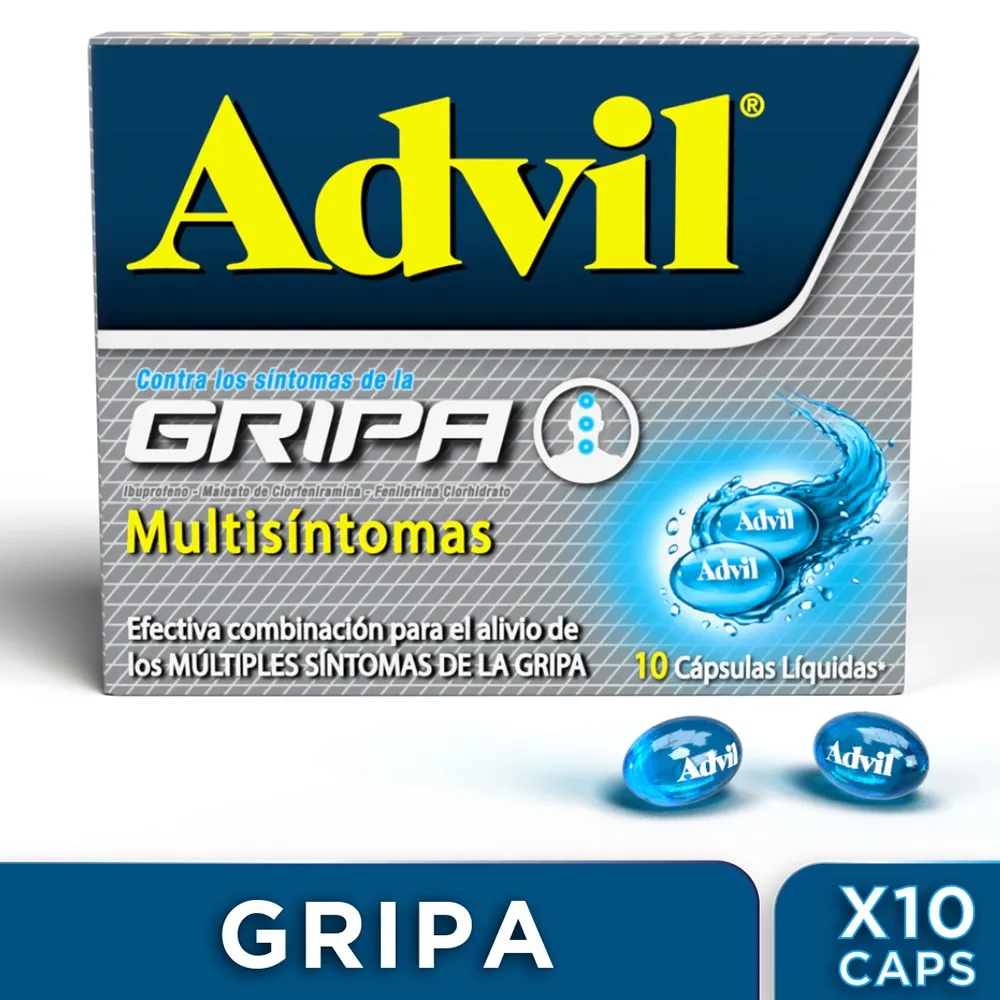 Advil®
Contra los síntomas de la
GRIPA
Ibuprofeno - Maleato de Clorfeniramina - Fenilefrina Clorhidrato
Multisíntomas
Advil
Advil
Efectiva combinación para el alivio de
los MÚLTIPLES SÍNTOMAS DE LA GRIPA
10 Cápsulas Líquidas*
Advil
Advil
GRIPA
X10
CAPS